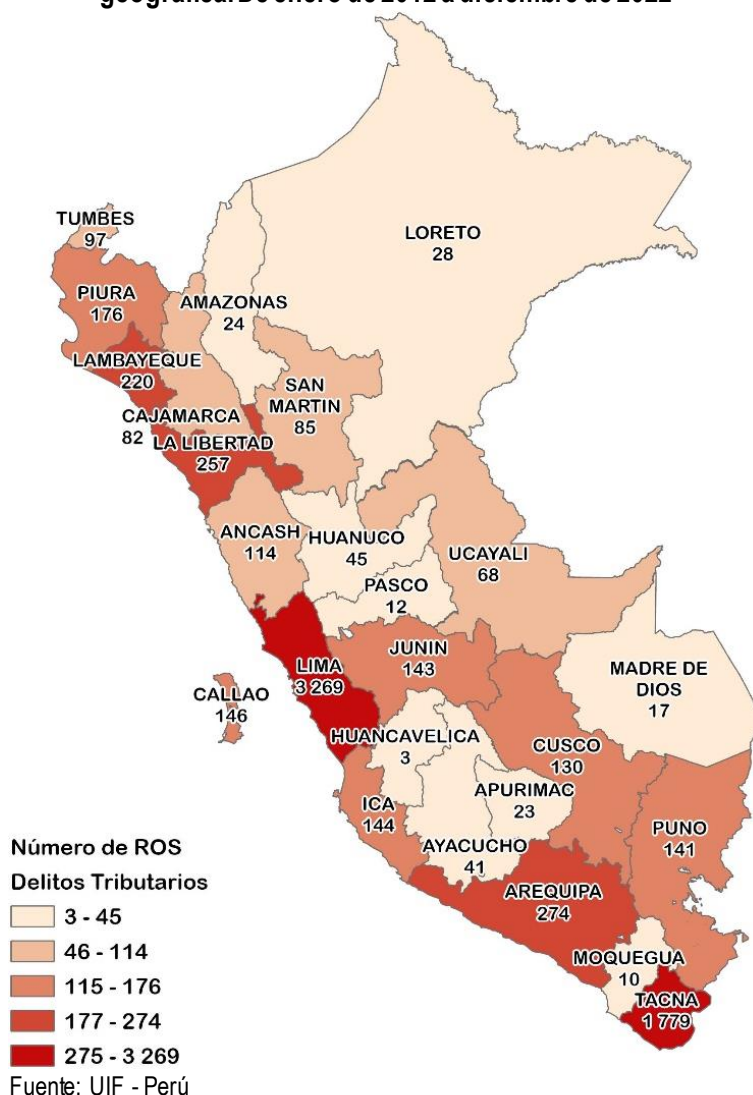 geográfica. De enero de 2012 a diciembre de 2022
TUMBES
97
LORETO
28
PIURA
176
AMAZONAS
24
LAMBAYEQUE
220
SAN
MARTIN
85
CAJAMARCA
82
LA LIBERTAD
257
ANCASH
114
HUANUCO
45
UCAYALI
68
PASCO
12
JUNIN
143
LIMA
3 269
MADRE DE
DIOS
17
CALLAO
146
HUANCAVELICA
3
CUSCO
130
APURIMAC
23
ICA
144
PUNO
141
AYACUCHO
41
AREQUIPA
274
MOQUEGUA
10
TACNA
1 779
Número de ROS
Delitos Tributarios
3 - 45
46 - 114
115 - 176
177 - 274
275 - 3 269
Fuente: UIF - Perú